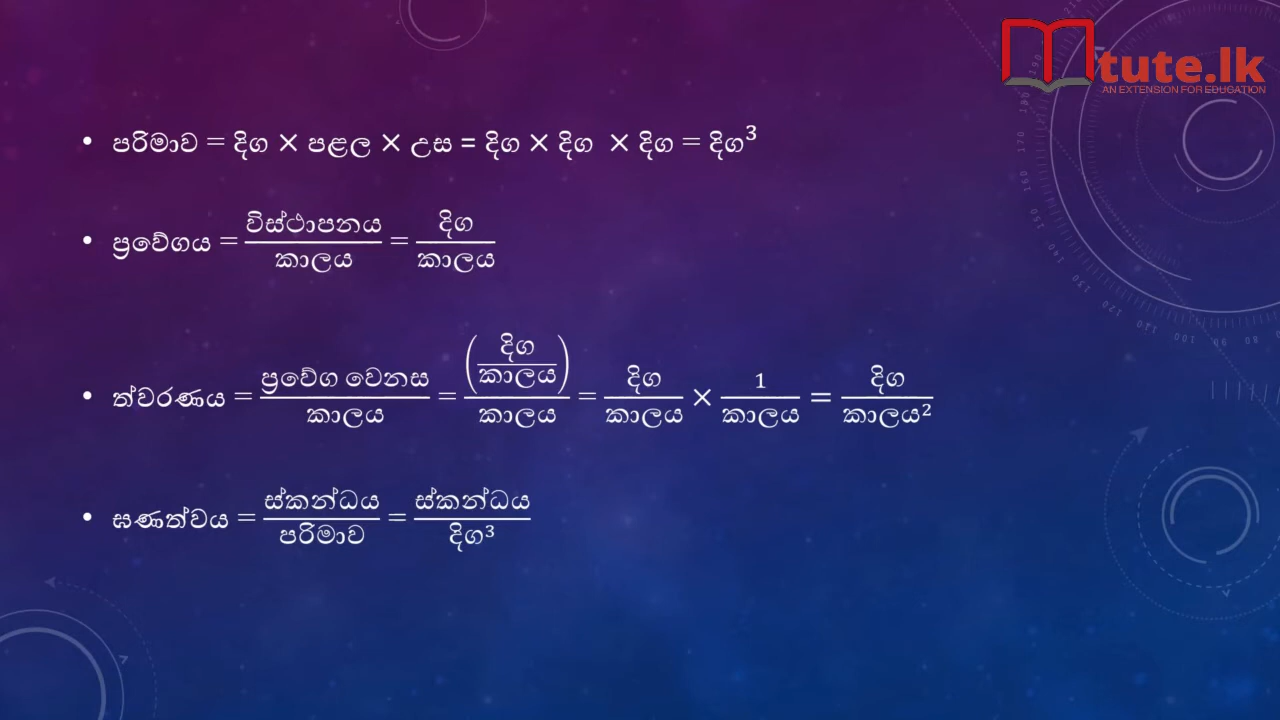 mtute.lk
AN EXTENSION FOR EDUCATION
• පරිමාව = දිග × පළල × උස = දිග × දිග × දිග = දිග³
• ප්‍රවේගය = විස්ථාපනය / කාලය = දිග / කාලය
• ත්වරණය = ප්‍රවේග වෙනස / කාලය = (දිග / කාලය) / කාලය = දිග / කාලය × 1 / කාලය = දිග / කාලය²
• ඝණත්වය = ස්කන්ධය / පරිමාව = ස්කන්ධය / දිග³